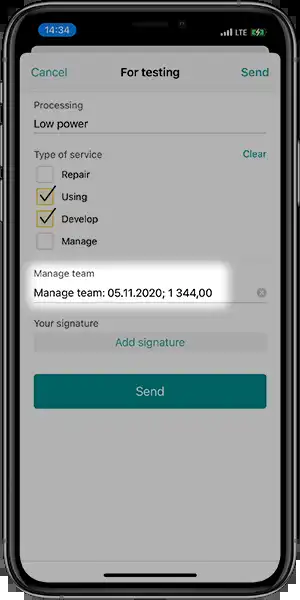 14:34
LTE
Cancel
For testing
Send
Processing
Low power
Type of service
Clear
Repair
Using
Develop
Manage
Manage team
Manage team: 05.11.2020; 1 344,00
Your signature
Add signature
Send